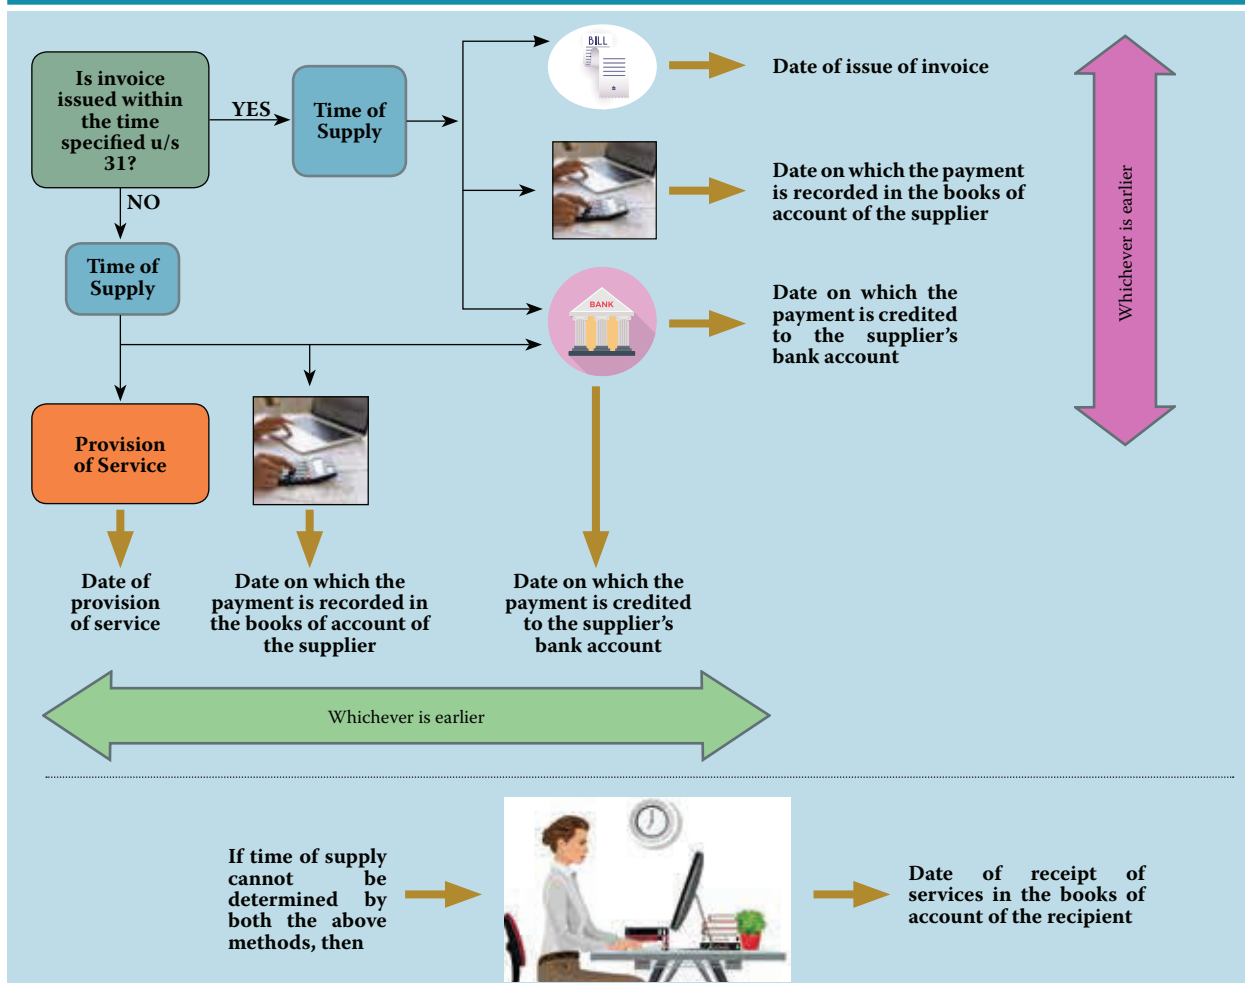 Is invoice
issued within
the time
specified u/s
31?
YES
Time of
Supply
BILL
Date of issue of invoice
Date on which the payment
is recorded in the books of
account of the supplier
NO
Time of
Supply
BANK
Date on which the
payment is credited
to the supplier's
bank account
Whichever is earlier
Provision
of Service
Date of
provision
of service
Date on which the
payment is recorded in
the books of account of
the supplier
Date on which the
payment is credited
to the supplier's
bank account
Whichever is earlier
If time of supply
cannot be
determined by
both the above
methods, then
Date of receipt of
services in the books of
account of the recipient